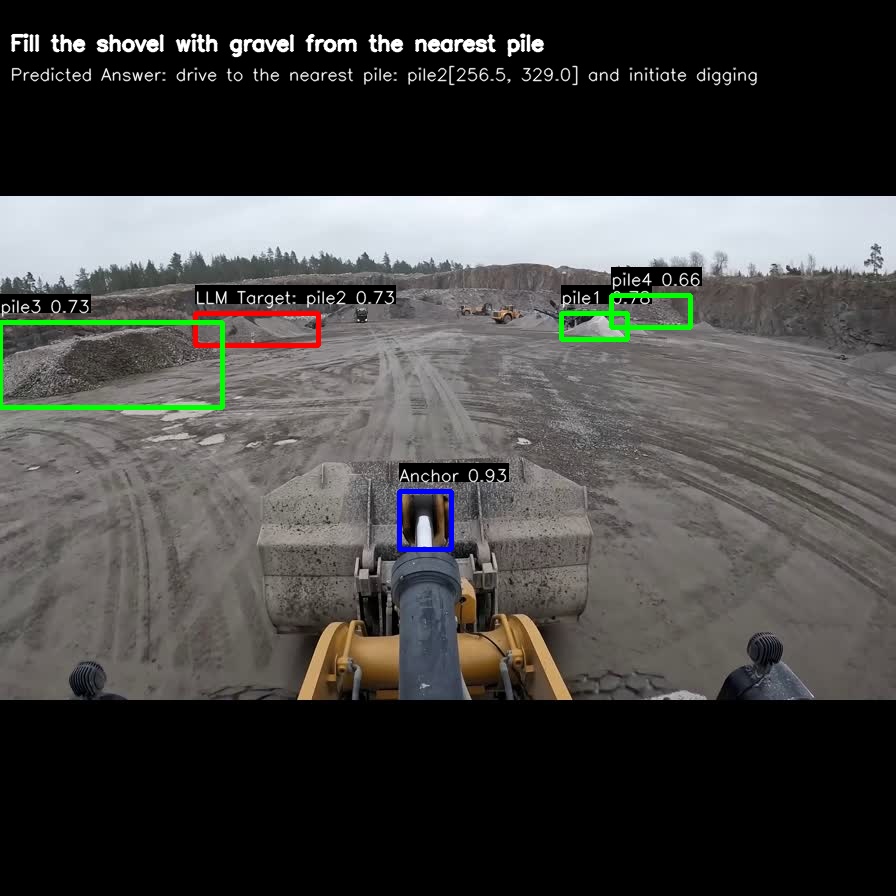 Fill the shovel with gravel from the nearest pile
Predicted Answer: drive to the nearest pile: pile2[256.5, 329.0] and initiate digging
pile4 0.66
pile3 0.73
LLM Target: pile2 0.73
pile1
Anchor 0.93